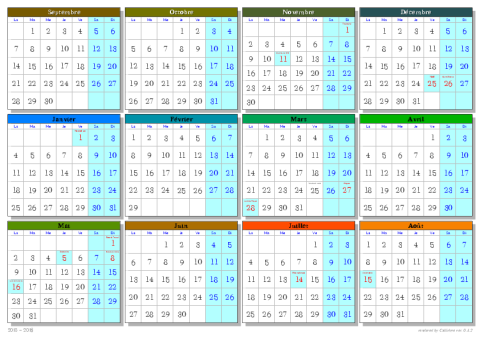 Septembre
Lu Ma Me Je Ve Sa Di
1 2 3 4 5 6
7 8 9 10 11 12 13
14 15 16 17 18 19 20
21 22 23 24 25 26 27
28 29 30
Octobre
Lu Ma Me Je Ve Sa Di
1 2 3 4
5 6 7 8 9 10 11
12 13 14 15 16 17 18
19 20 21 22 23 24 25
26 27 28 29 30 31
Novembre
Lu Ma Me Je Ve Sa Di
1
2 3 4 5 6 7 8
9 10 11 12 13 14 15
16 17 18 19 20 21 22
23 24 25 26 27 28 29
30
Décembre
Lu Ma Me Je Ve Sa Di
1 2 3 4 5 6
7 8 9 10 11 12 13
14 15 16 17 18 19 20
21 22 23 24 25 26 27
28 29 30 31
Janvier
Lu Ma Me Je Ve Sa Di
1 2 3
4 5 6 7 8 9 10
11 12 13 14 15 16 17
18 19 20 21 22 23 24
25 26 27 28 29 30 31
Février
Lu Ma Me Je Ve Sa Di
1 2 3 4 5 6 7
8 9 10 11 12 13 14
15 16 17 18 19 20 21
22 23 24 25 26 27 28
29
Mars
Lu Ma Me Je Ve Sa Di
1 2 3 4 5 6
7 8 9 10 11 12 13
14 15 16 17 18 19 20
21 22 23 24 25 26 27
28 29 30 31
Avril
Lu Ma Me Je Ve Sa Di
1 2 3
4 5 6 7 8 9 10
11 12 13 14 15 16 17
18 19 20 21 22 23 24
25 26 27 28 29 30
Mai
Lu Ma Me Je Ve Sa Di
1
2 3 4 5 6 7 8
9 10 11 12 13 14 15
16 17 18 19 20 21 22
23 24 25 26 27 28 29
30 31
Juin
Lu Ma Me Je Ve Sa Di
1 2 3 4 5
6 7 8 9 10 11 12
13 14 15 16 17 18 19
20 21 22 23 24 25 26
27 28 29 30
Juillet
Lu Ma Me Je Ve Sa Di
1 2 3
4 5 6 7 8 9 10
11 12 13 14 15 16 17
18 19 20 21 22 23 24
25 26 27 28 29 30 31
Août
Lu Ma Me Je Ve Sa Di
1 2 3 4 5 6 7
8 9 10 11 12 13 14
15 16 17 18 19 20 21
22 23 24 25 26 27 28
29 30 31
2015 - 2016